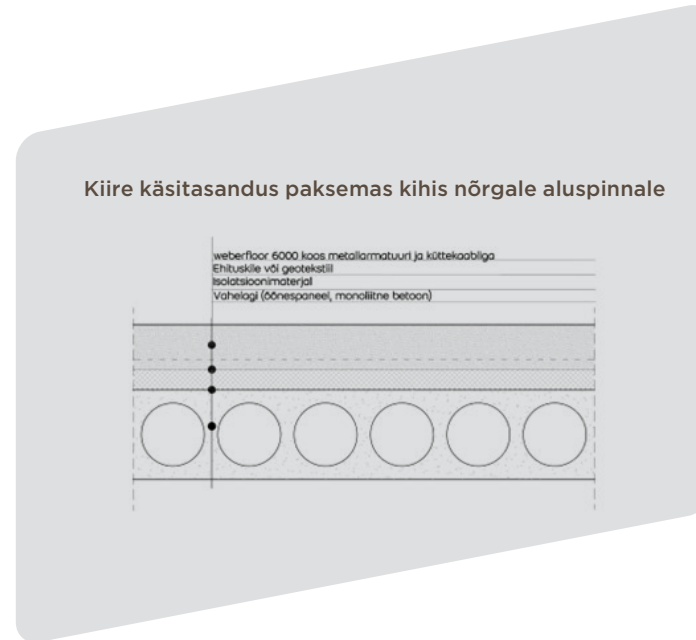 Kiire käsitasandus paksemas kihis nõrgale aluspinnale
weberfloor 6000 koos metallarmatuuri ja küttekaabliga
Ehituskile või geotekstiil
Isolatsioonimaterjal
Vahelagi (õõnespaneel, monoliitne betoon)